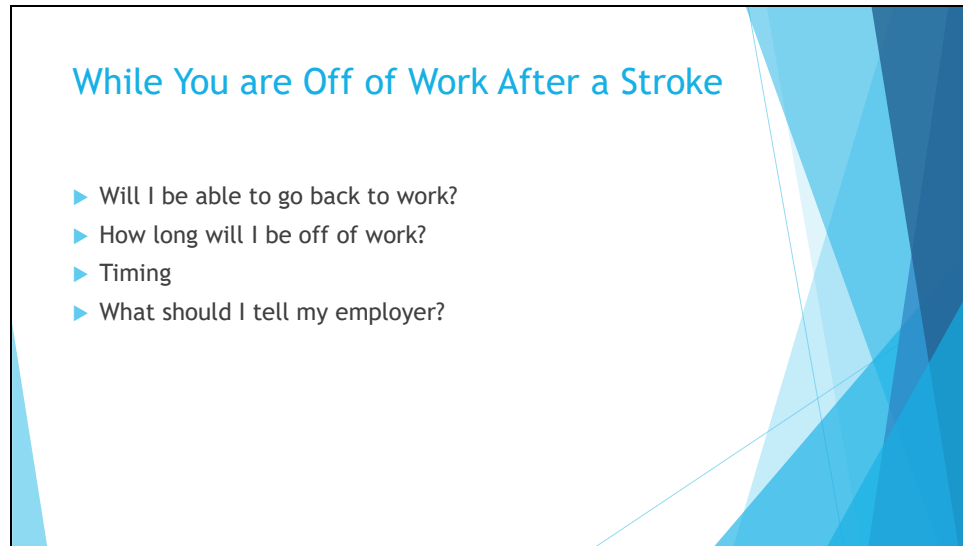 While You are Off of Work After a Stroke
Will I be able to go back to work?
How long will I be off of work?
Timing
What should I tell my employer?